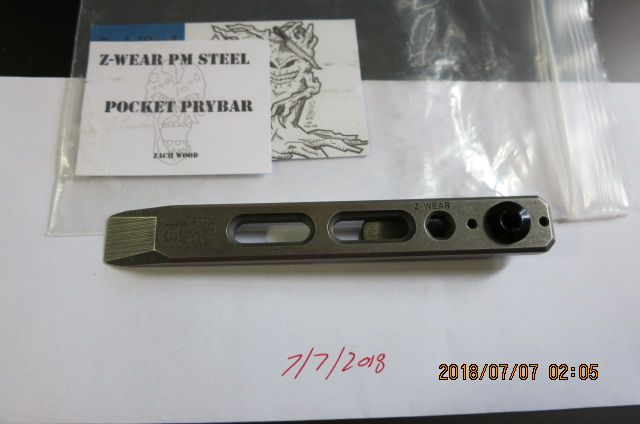 Z-WEAR PM STEEL
POCKET PRYBAR
ZACH WOOD
Z-WEAR
7/7/2018
2018/07/07 02:05